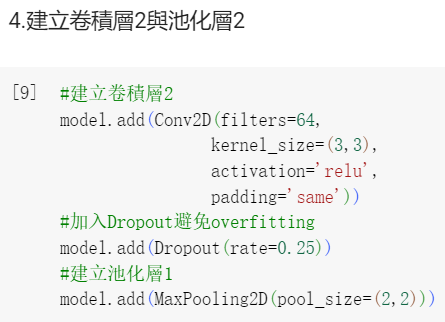 4.建立卷積層2與池化層2
[9] #建立卷積層2
model.add(Conv2D(filters=64,
kernel_size=(3,3),
activation='relu',
padding='same'))
#加入Dropout避免overfitting
model.add(Dropout(rate=0.25))
#建立池化層1
model.add(MaxPooling2D(pool_size=(2,2)))